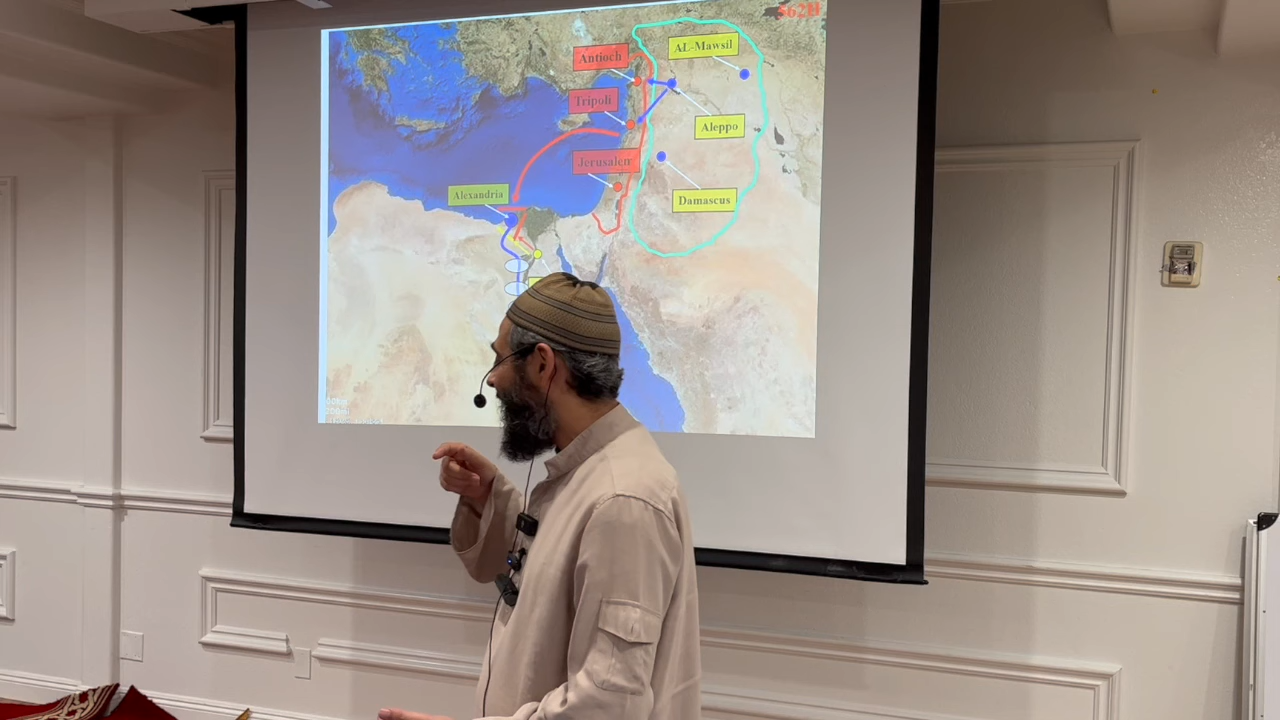 562H
Antioch
AL-Mawsil
Tripoli
Aleppo
Jerusalem
Alexandria
Damascus